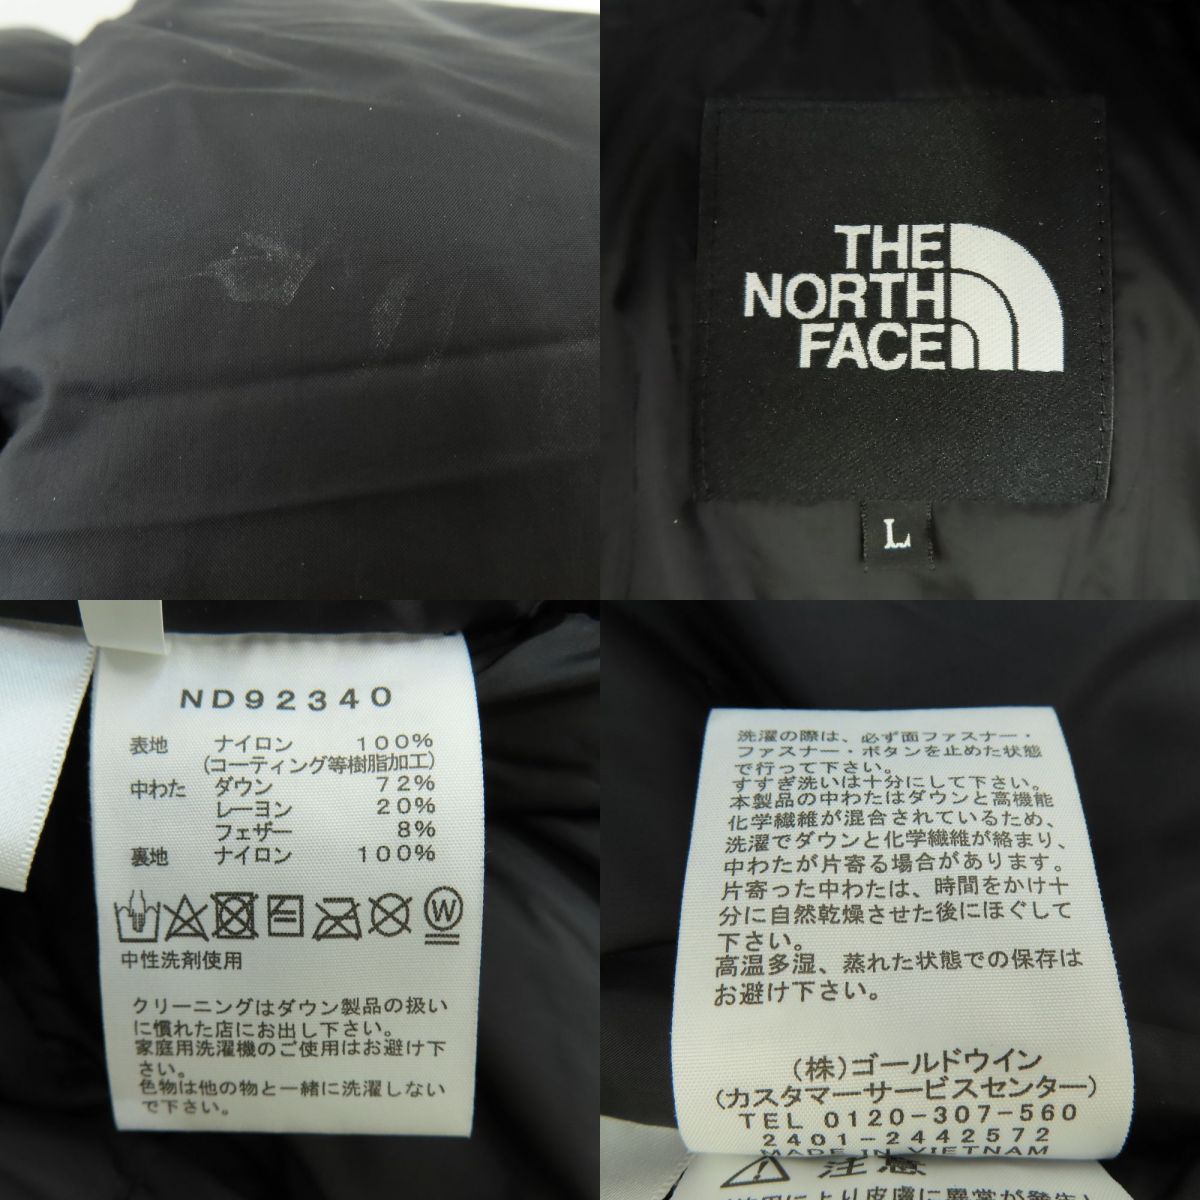 THE
NORTH
FACE
L
ND92340
表地 ナイロン 100%
(コーティング等樹脂加工)
中わた ダウン 72%
レーヨン 20%
フェザー 8%
裏地 ナイロン 100%
W
中性洗剤使用
クリーニングはダウン製品の扱い
に慣れた店にお出し下さい。
家庭用洗濯機のご使用はお避け下
さい。
色物は他の物と一緒に洗濯しない
で下さい。
洗濯の際は、必ず面ファスナー・
ファスナー・ボタンを止めた状態
で行って下さい。
すすぎ洗いは十分にして下さい。
本製品の中わたはダウンと高機能
化学繊維が混合されているため、
洗濯でダウンと化学繊維が絡まり、
中わたが片寄る場合があります。
片寄った中わたは、時間をかけ十
分に自然乾燥させた後にほぐして
下さい。
高温多湿、蒸れた状態での保存は
お避け下さい。
(株)ゴールドウイン
(カスタマーサービスセンター)
TEL 0120-307-560
2401-2442572
MADE IN VIETNAM
注意
により皮膚に異常が発生